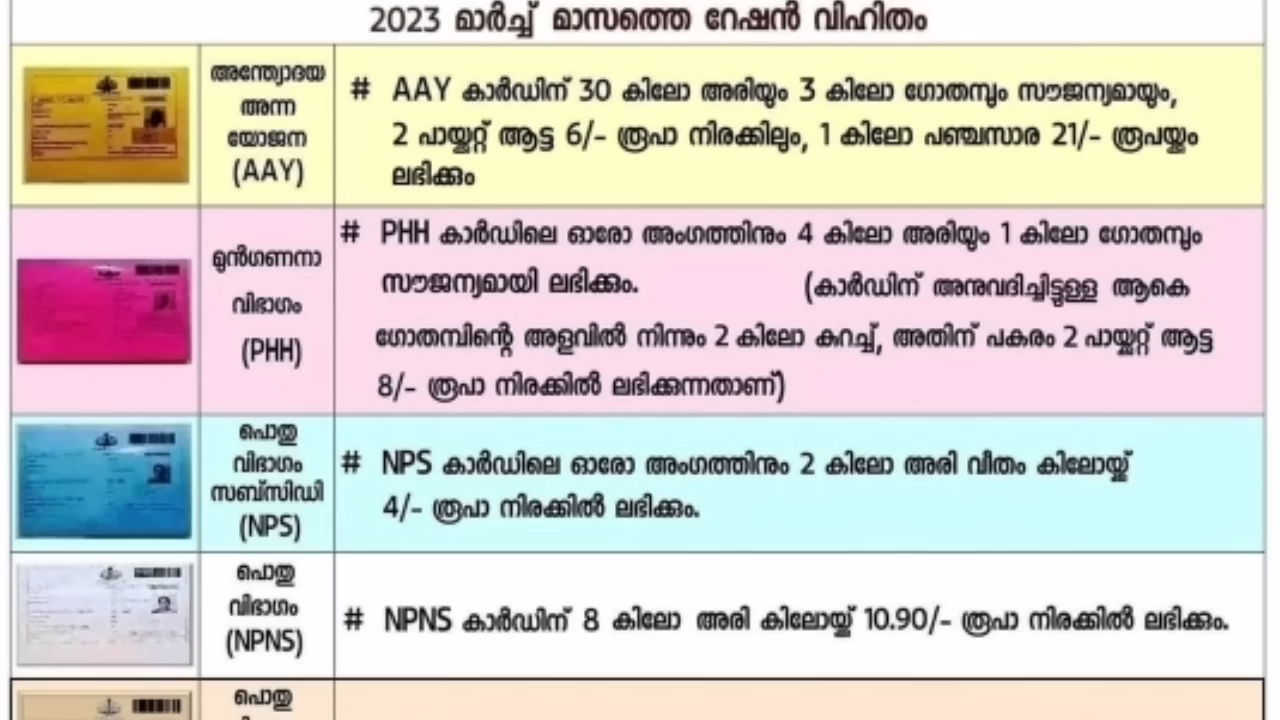 2023 മാർച്ച് മാസത്തെ റേഷൻ വിഹിതം
അന്ത്യോദയ
അന്ന
യോജന
(AAY)
# AAY കാർഡിന് 30 കിലോ അരിയും 3 കിലോ ഗോതമ്പും സൗജന്യമായും,
2 പായ്ക്കറ്റ് ആട്ട 6/- രൂപാ നിരക്കിലും, 1 കിലോ പഞ്ചസാര 21/- രൂപയ്ക്കും
ലഭിക്കും
മുൻഗണനാ
വിഭാഗം
(PHH)
# PHH കാർഡിലെ ഓരോ അംഗത്തിനും 4 കിലോ അരിയും 1 കിലോ ഗോതമ്പും
സൗജന്യമായി ലഭിക്കും. (കാർഡിന് അനുവദിച്ചിട്ടുള്ള ആകെ
ഗോതമ്പിന്റെ അളവിൽ നിന്നും 2 കിലോ കുറച്ച്, അതിന് പകരം 2 പായ്ക്കറ്റ് ആട്ട
8/- രൂപാ നിരക്കിൽ ലഭിക്കുന്നതാണ്)
പൊതു
വിഭാഗം
സബ്സിഡി
(NPS)
# NPS കാർഡിലെ ഓരോ അംഗത്തിനും 2 കിലോ അരി വീതം കിലോയ്ക്ക്
4/- രൂപാ നിരക്കിൽ ലഭിക്കും.
പൊതു
വിഭാഗം
(NPNS)
# NPNS കാർഡിന് 8 കിലോ അരി കിലോയ്ക്ക് 10.90/- രൂപാ നിരക്കിൽ ലഭിക്കും.
പൊതു